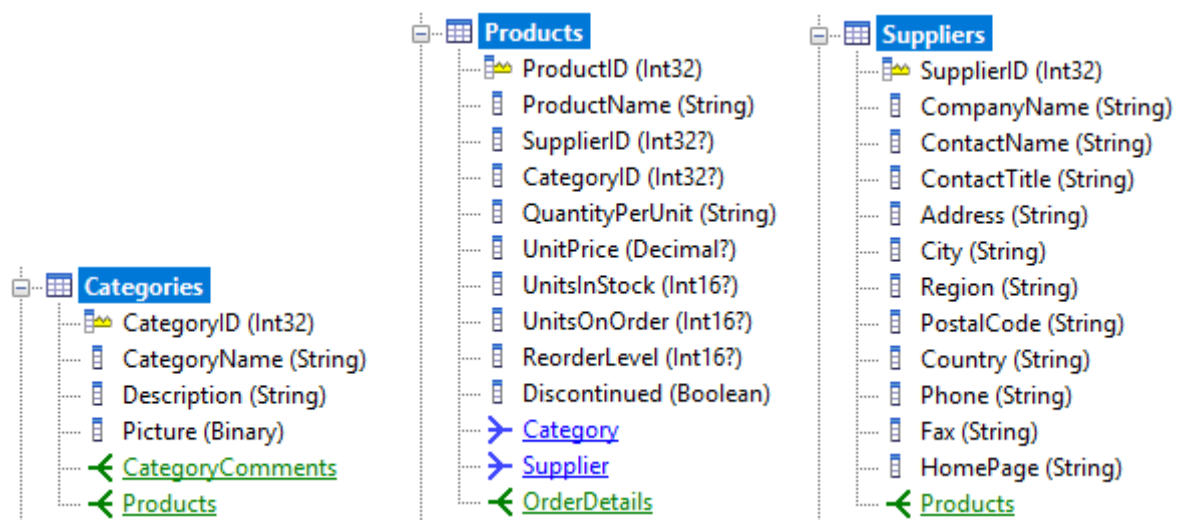 Categories
CategoryID (Int32)
CategoryName (String)
Description (String)
Picture (Binary)
CategoryComments
Products
Products
ProductID (Int32)
ProductName (String)
SupplierID (Int32?)
CategoryID (Int32?)
QuantityPerUnit (String)
UnitPrice (Decimal?)
UnitsInStock (Int16?)
UnitsOnOrder (Int16?)
ReorderLevel (Int16?)
Discontinued (Boolean)
Category
Supplier
OrderDetails
Suppliers
SupplierID (Int32)
CompanyName (String)
ContactName (String)
ContactTitle (String)
Address (String)
City (String)
Region (String)
PostalCode (String)
Country (String)
Phone (String)
Fax (String)
HomePage (String)
Products